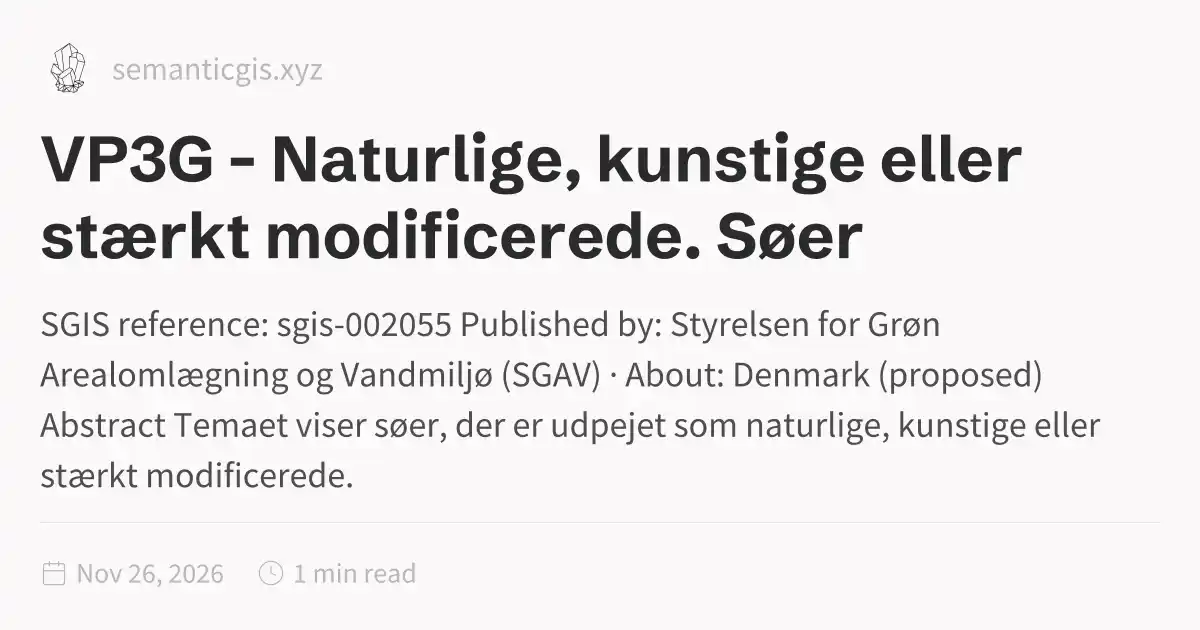 semanticgis.xyz
VP3G - Naturlige, kunstige eller
stærkt modificerede. Søer
SGIS reference: sgis-002055 Published by: Styrelsen for Grøn
Arealomlægning og Vandmiljø (SGAV) · About: Denmark (proposed)
Abstract Temaet viser søer, der er udpejet som naturlige, kunstige eller
stærkt modificerede.
Nov 26, 2026 1 min read